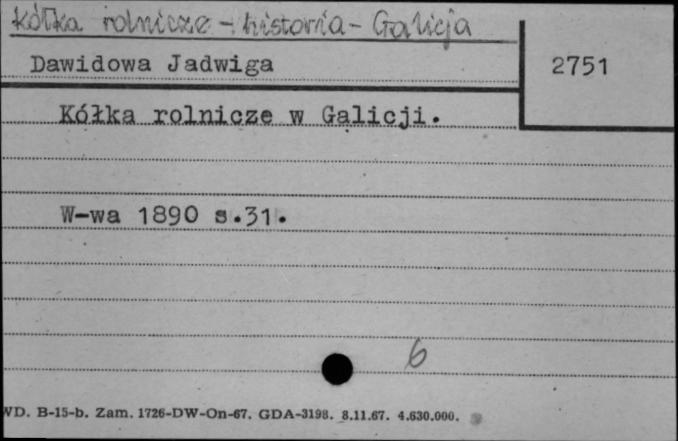 kółka rolnicze - historia - Galicja
Dawidowa Jadwiga
2751
Kółka rolnicze w Galicji.
W-wa 1890 s.31.
6
WD. B-15-b. Zam. 1726-DW-On-67. GDA-3198. 8.11.67. 4.630.000.